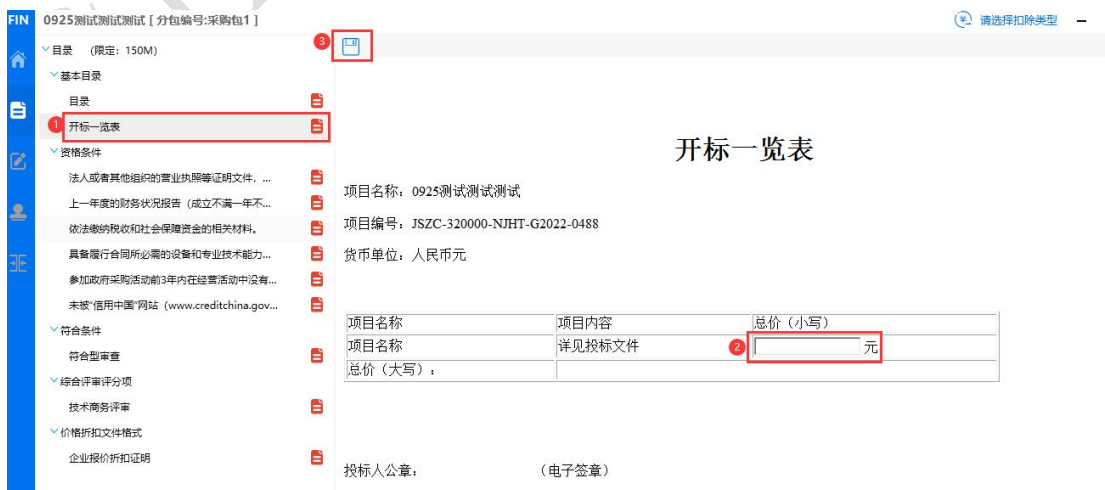 FIN 0925测试测试测试 [ 分包编号:采购包1 ] 请选择扣除类型
目录 (限定: 150M)
3
基本目录
目录
1 开标一览表
资格条件
法人或者其他组织的营业执照等证明文件, ...
上一年度的财务状况报告（成立不满一年不...
依法缴纳税收和社会保障资金的相关材料。
具备履行合同所必需的设备和专业技术能力...
参加政府采购活动前3年内在经营活动中没有...
未被“信用中国”网站（www.creditchina.gov...
符合条件
符合型审查
综合评审评分项
技术商务评审
价格折扣文件格式
企业报价折扣证明
开标一览表
项目名称：0925测试测试测试
项目编号：JSZC-320000-NJHT-G2022-0488
货币单位：人民币元
项目名称 项目内容 总价（小写）
项目名称 详见投标文件 2 元
总价（大写）：
投标人公章： （电子签章）